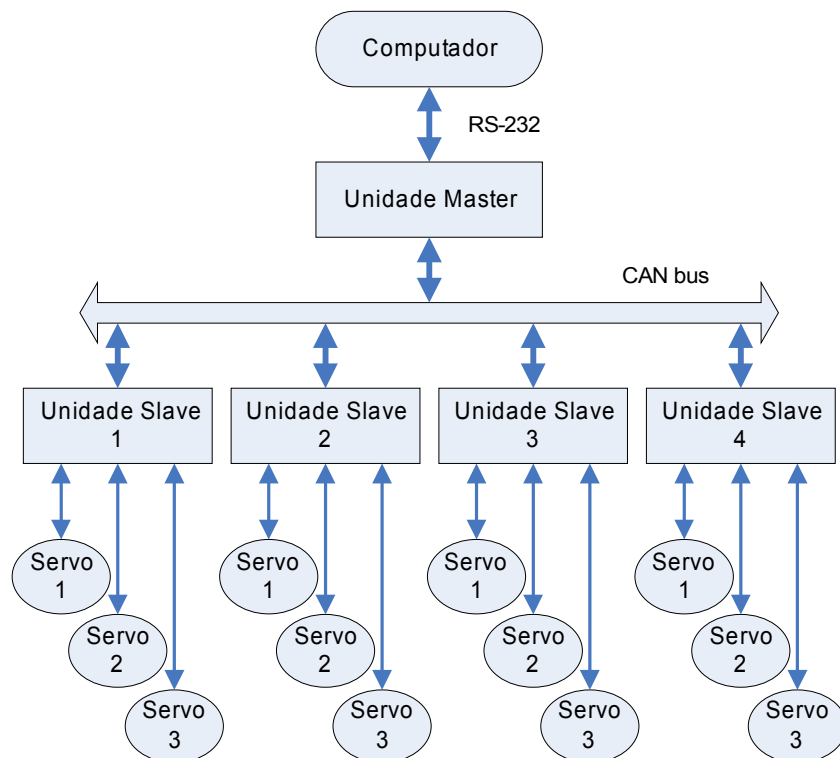 Computador
RS-232
Unidade Master
CAN bus
Unidade Slave
1
Unidade Slave
2
Unidade Slave
3
Unidade Slave
4
Servo
1
Servo
1
Servo
1
Servo
1
Servo
2
Servo
2
Servo
2
Servo
2
Servo
3
Servo
3
Servo
3
Servo
3